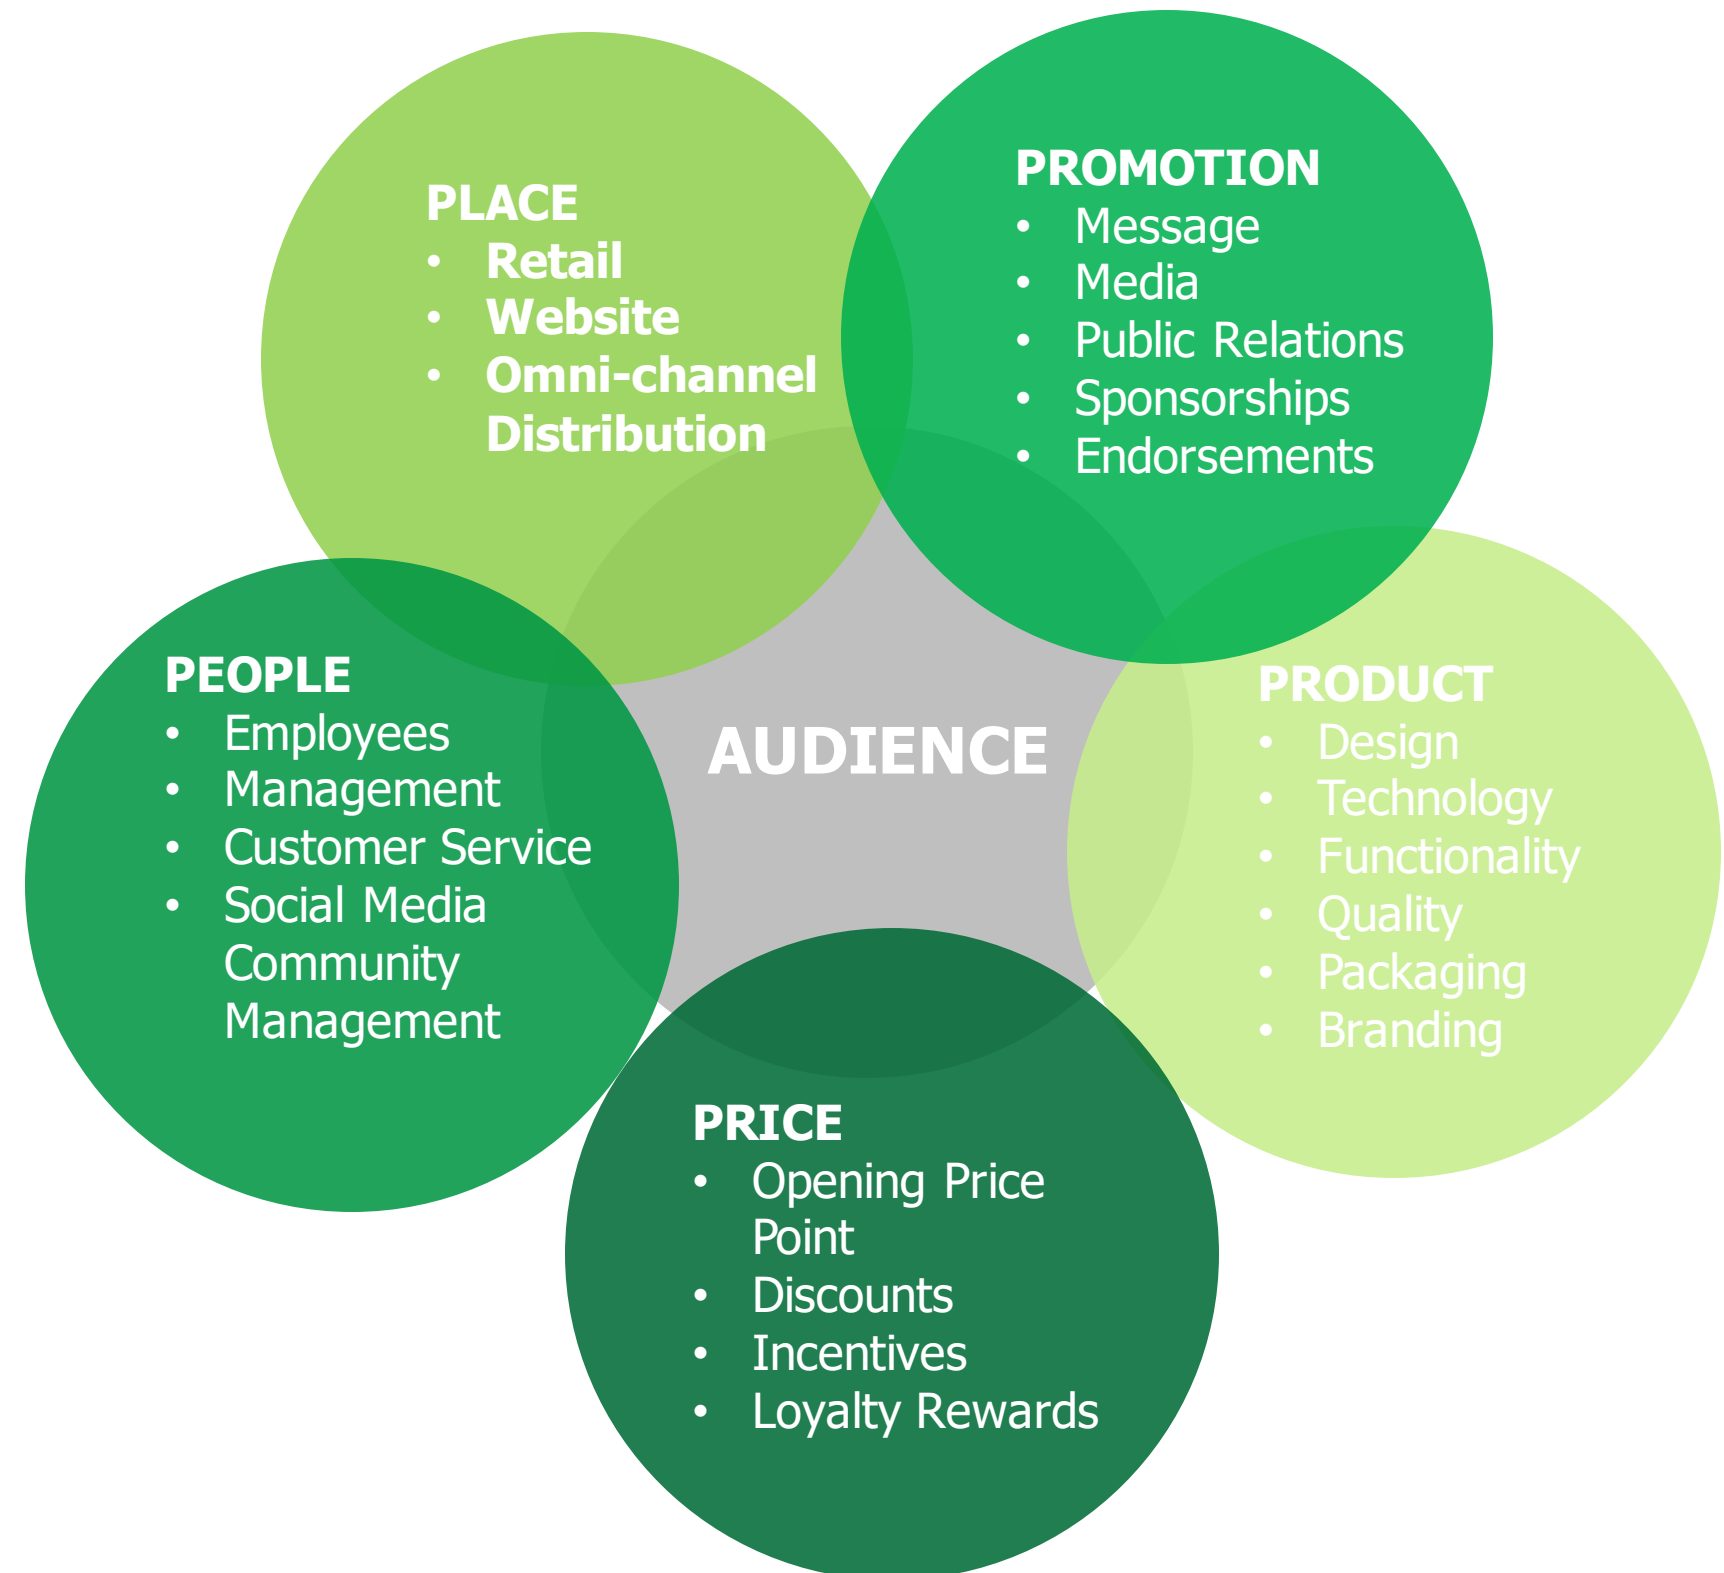 PLACE
• Retail
• Website
• Omni-channel
Distribution
PROMOTION
• Message
• Media
• Public Relations
• Sponsorships
• Endorsements
PEOPLE
• Employees
• Management
• Customer Service
• Social Media
Community
Management
AUDIENCE
PRODUCT
• Design
• Technology
• Functionality
• Quality
• Packaging
• Branding
PRICE
• Opening Price
Point
• Discounts
• Incentives
• Loyalty Rewards